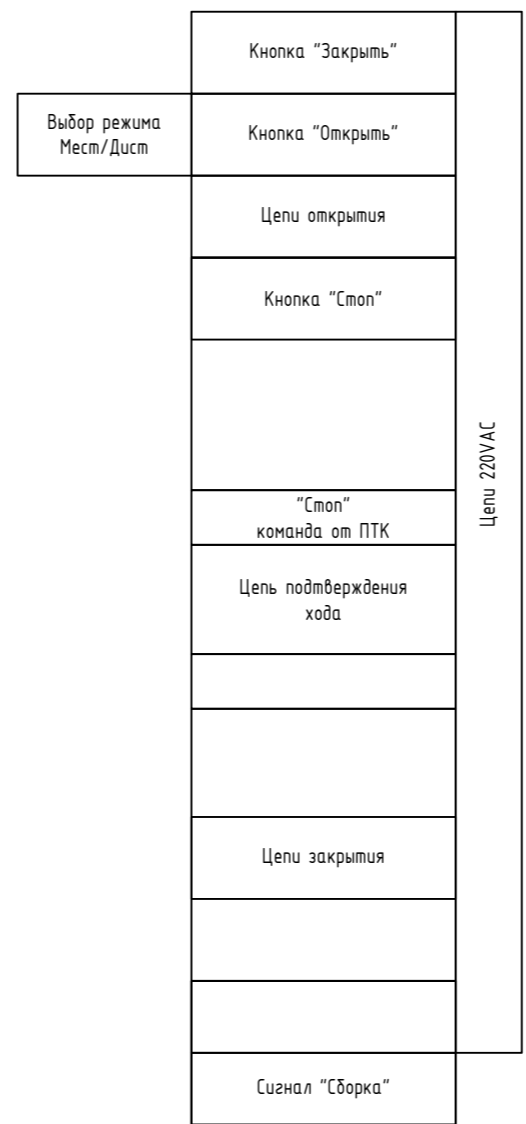 Кнопка "Закрыть"
Выбор режима
Мест/Дист
Кнопка "Открыть"
Цепи открытия
Кнопка "Стоп"
Цепи 220VAC
"Стоп"
команда от ПТК
Цепь подтверждения
хода
Цепи закрытия
Сигнал "Сборка"